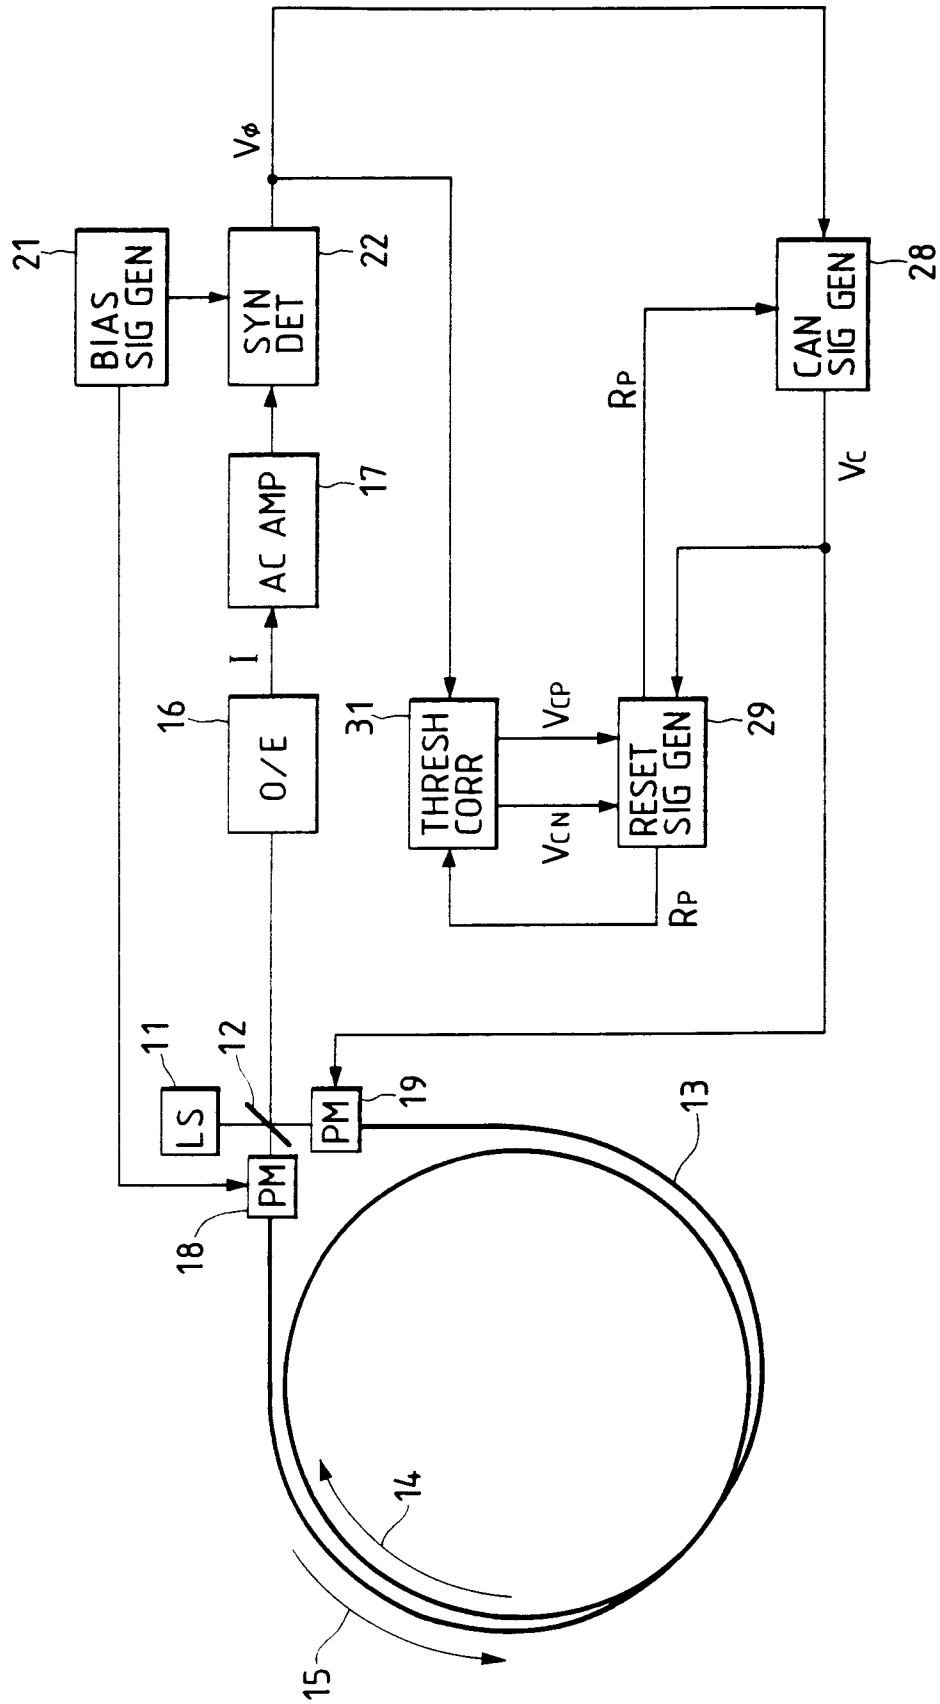 21
BIAS
SIG GEN
Vφ
SYN
DET
22
AC AMP
17
I
16
O/E
11
LS
12
PM
18
PM
19
13
14
15
31
THRESH
CORR
VCP
VCN
RESET
SIG GEN
29
RP
RP
CAN
SIG GEN
28
VC